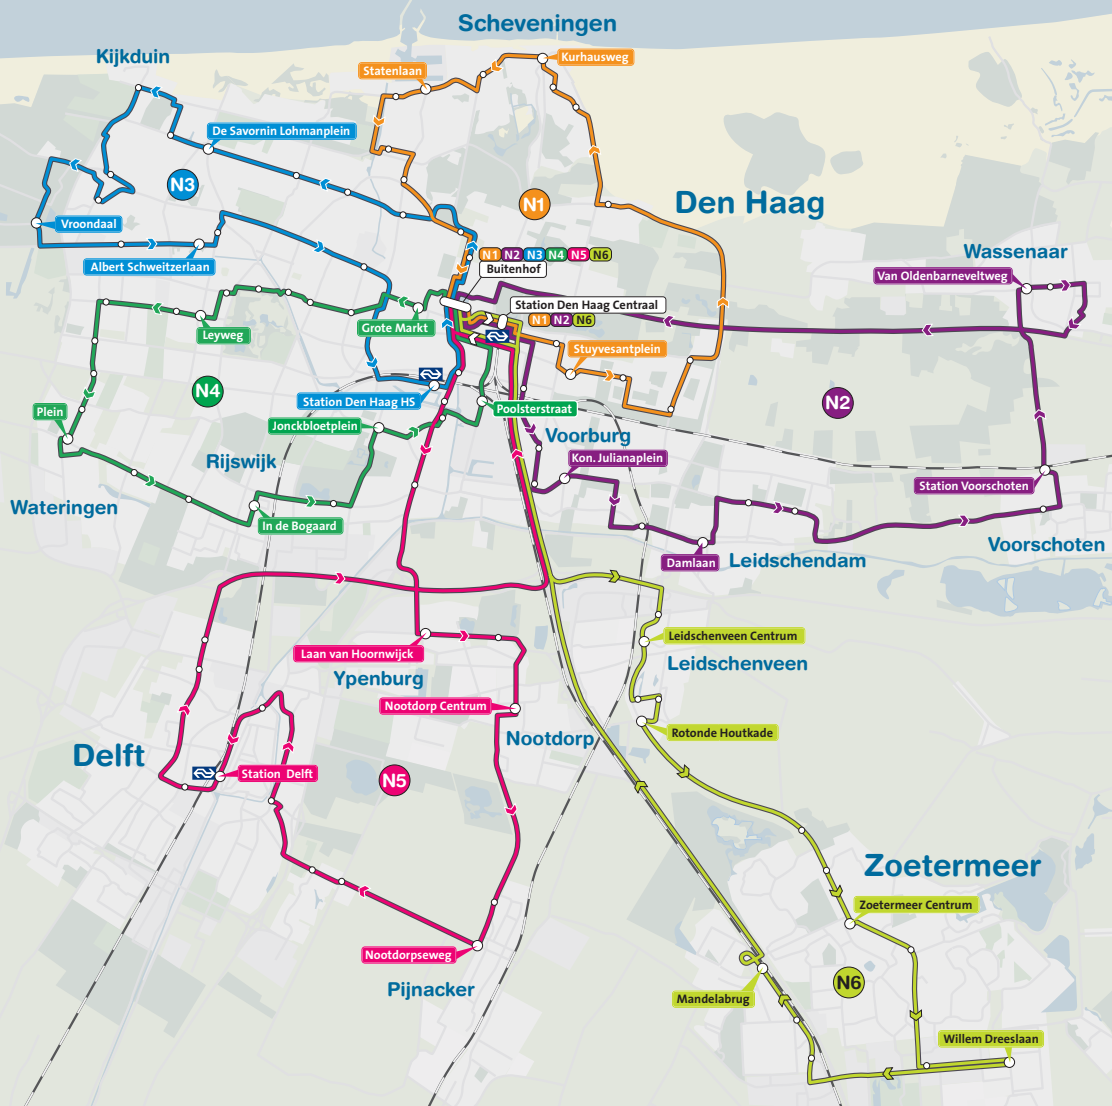 Scheveningen
Kijkduin
Kurhausweg
Statenlaan
De Savornin Lohmanplein
N3
N1
Den Haag
Vroondaal
Albert Schweitzerlaan
N1 N2 N3 N4 N5 N6
Buitenhof
Wassenaar
Van Oldenbarneveltweg
Station Den Haag Centraal
N1 N2 N6
Grote Markt
Leyweg
Stuyvesantplein
N4
Station Den Haag HS
N2
Plein
Jonckbloetplein
Poolsterstraat
Voorburg
Rijswijk
Kon. Julianaplein
Station Voorschoten
Wateringen
In de Bogaard
Damlaan
Leidschendam
Voorschoten
Leidschenveen Centrum
Laan van Hoornwijck
Leidschenveen
Ypenburg
Nootdorp Centrum
Rotonde Houtkade
Nootdorp
Delft
Station Delft
N5
Zoetermeer
Zoetermeer Centrum
Nootdorpseweg
Pijnacker
N6
Mandelabrug
Willem Dreeslaan